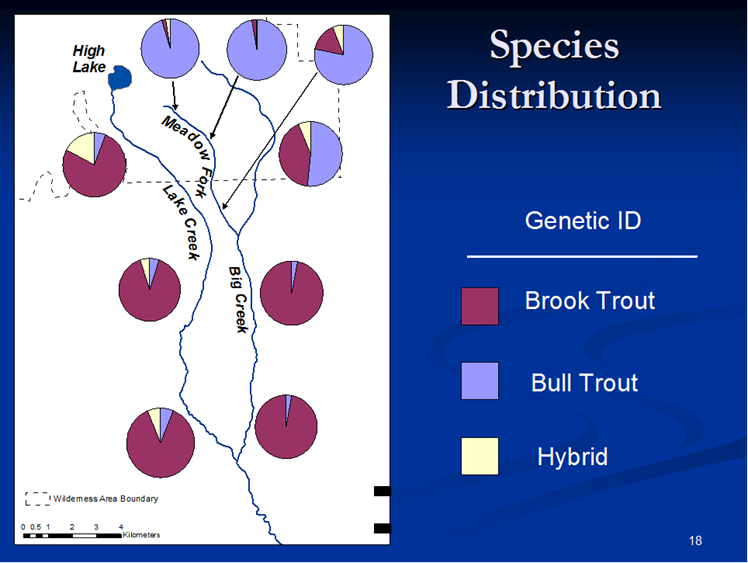 Species
Distribution
High
Lake
Meadow Fork
Lake Creek
Big Creek
Genetic ID
Brook Trout
Bull Trout
Hybrid
Wilderness Area Boundary
0 0.5 1 2 3 4
Kilometers
18